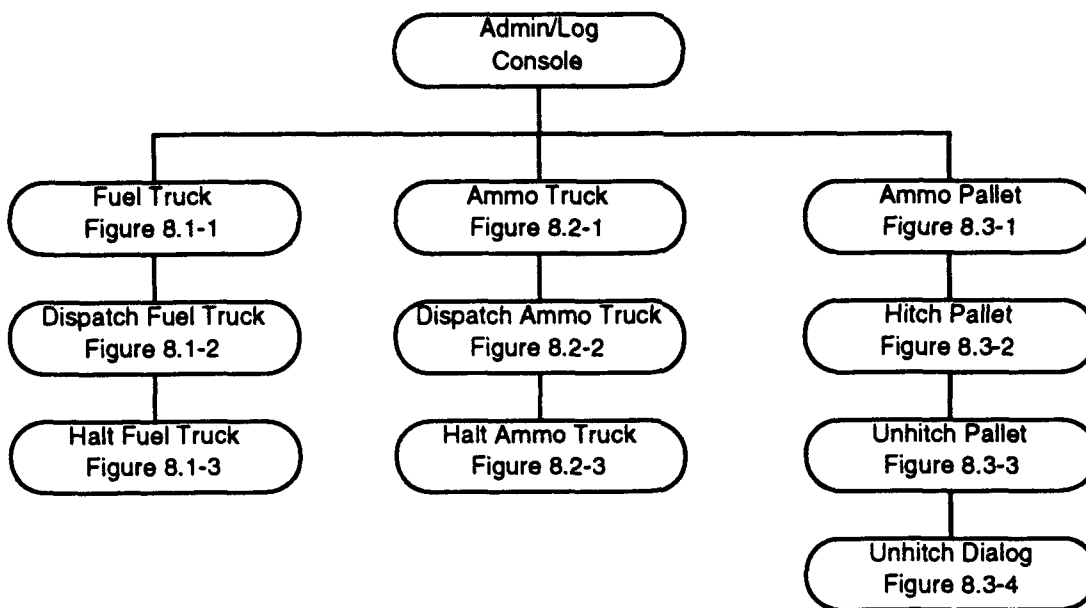 Admin/Log
Console
Fuel Truck
Figure 8.1-1
Ammo Truck
Figure 8.2-1
Ammo Pallet
Figure 8.3-1
Dispatch Fuel Truck
Figure 8.1-2
Dispatch Ammo Truck
Figure 8.2-2
Hitch Pallet
Figure 8.3-2
Halt Fuel Truck
Figure 8.1-3
Halt Ammo Truck
Figure 8.2-3
Unhitch Pallet
Figure 8.3-3
Unhitch Dialog
Figure 8.3-4